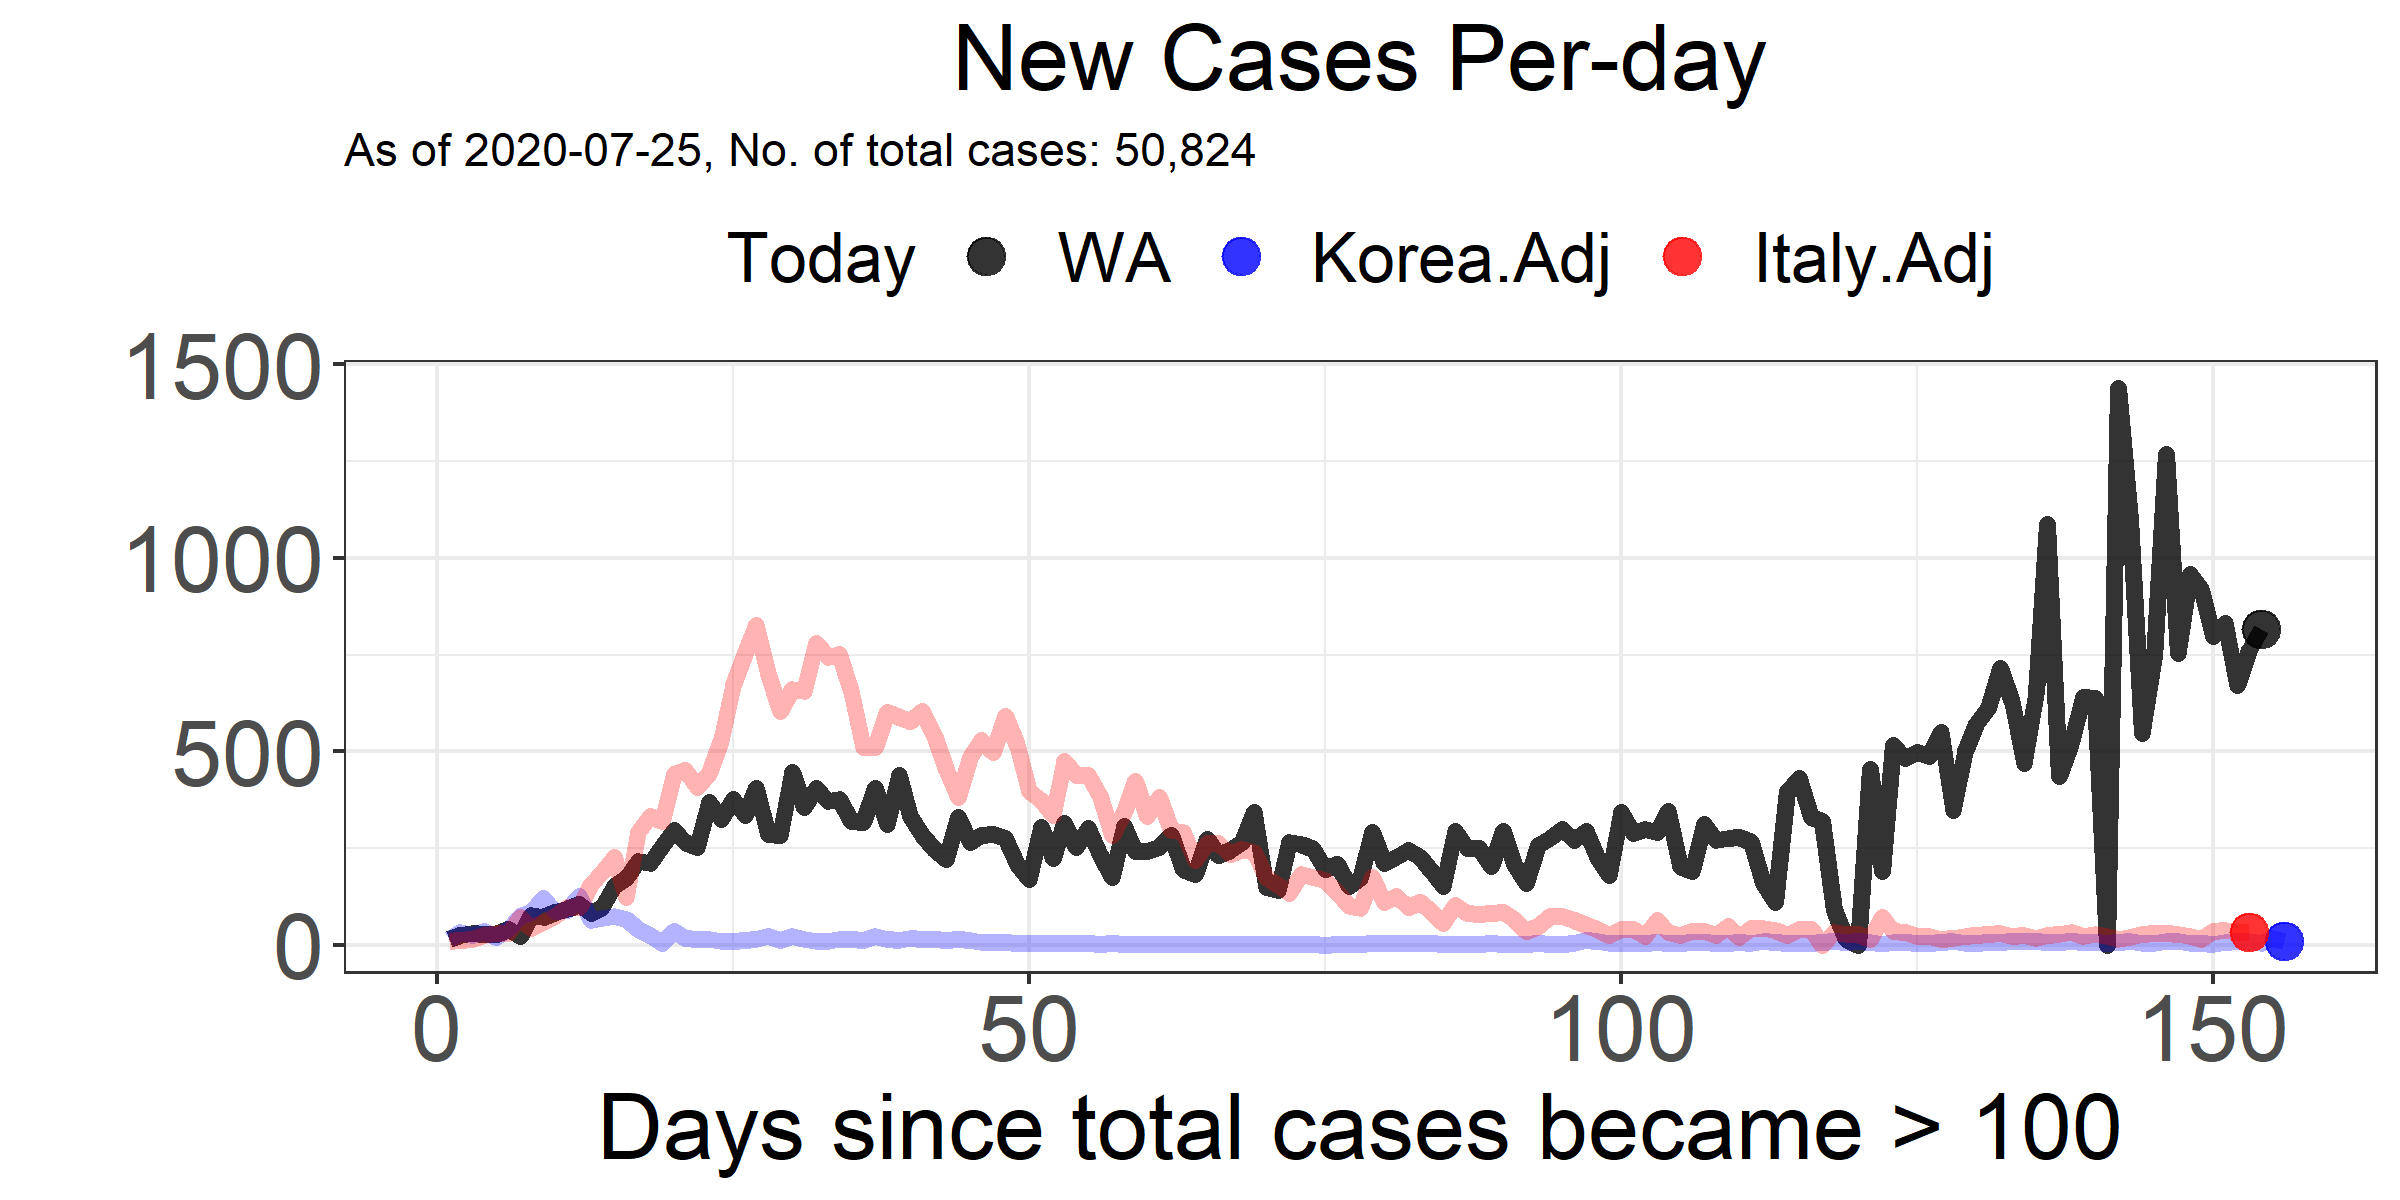 New Cases Per-day
As of 2020-07-25, No. of total cases: 50,824
Today WA Korea.Adj Italy.Adj
1500
1000
500
0
0 50 100 150
Days since total cases became > 100